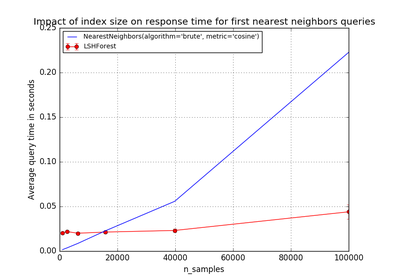 Impact of index size on response time for first nearest neighbors queries
NearestNeighbors(algorithm='brute', metric='cosine')
LSHForest
0.25
0.20
0.15
0.10
0.05
0.00
Average query time in seconds
0
20000
40000
60000
80000
100000
n_samples